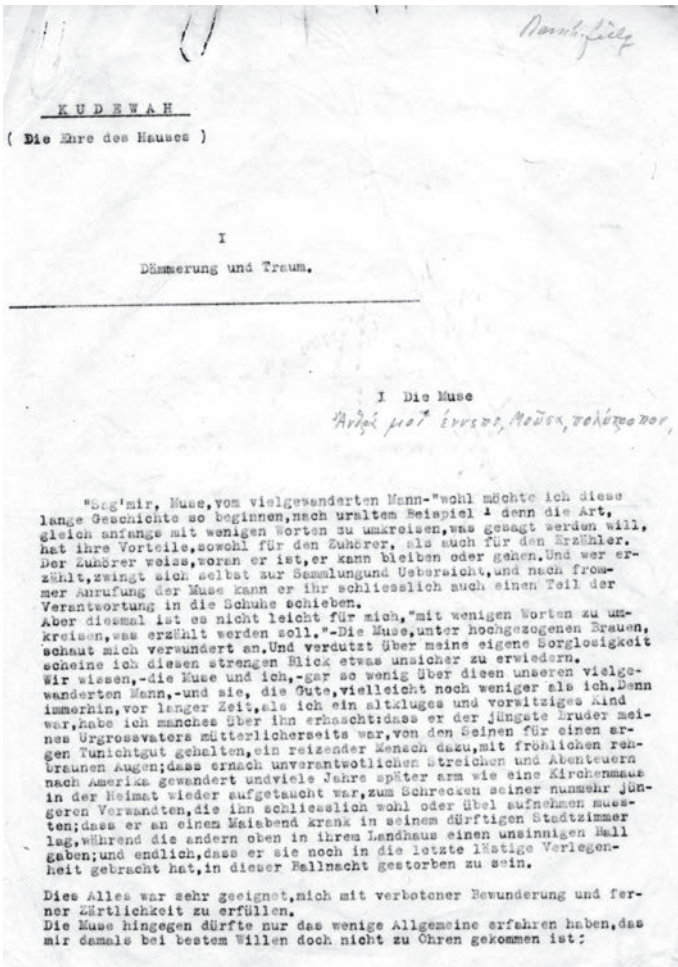 KUDEWAH
( Die Ehre des Hauses )
I
Dämmerung und Traum.
I Die Muse
Ἄνδρα μοι ἔννεπε, Μοῦσα, πολύτροπον,
"Sag'mir, Muse,vom vielgewanderten Mann-"wohl möchte ich diese
lange Geschichte so beginnen,nach uraltem Beispiel denn die Art,
gleich anfangs mit wenigen Worten zu umkreisen,was gesagt werden will,
hat ihre Vorteile,sowohl für den Zuhörer, als auch für den Erzähler.
Der Zuhörer weiss,woran er ist,er kann bleiben oder gehen.Und wer er-
zählt,zwingt sich selbst zur Sammlungund Uebersicht,und nach from-
mer Anrufung der Muse kann er ihr schliesslich auch einen Teil der
Verantwortung in die Schuhe schieben.
Aber diesmal ist es nicht leicht für mich,"mit wenigen Worten zu um-
kreisen,was erzählt werden soll."-Die Muse,unter hochgezogenen Brauen,
schaut mich verwundert an.Und verdutzt über meine eigene Sorglosigkeit
scheine ich diesen strengen Blick etwas unsicher zu erwiedern.
Wir wissen,-die Muse und ich,-gar so wenig über diesen unseren vielge-
wanderten Mann,-und sie, die Gute,vielleicht noch weniger als ich.Denn
immerhin,vor langer Zeit,als ich ein altkluges und vorwitziges Kind
war,habe ich manches über ihn erhascht:dass er der jüngste Bruder mei-
nes Urgrossvaters mütterlicherseits war,von den Seinen für einen ar-
gen Tunichtgut gehalten,ein reizender Mensch dazu,mit fröhlichen reh-
braunen Augen;dass ernach unverantwortlichen Streichen und Abenteuern
nach Amerika gewandert undviele Jahre später arm wie eine Kirchenmaus
in der Heimat wieder aufgetaucht war,zum Schrecken seiner nunmehr jün-
geren Verwandten,die ihn schliesslich wohl oder übel aufnehmen muss-
ten;dass er an einem Maiabend krank in seinem dürftigen Stadtzimmer
lag,während die andern oben in ihrem Landhaus einen unsinnigen Ball
gaben;und endlich,dass er sie noch in die letzte lästige Verlegen-
heit gebracht hat,in dieser Ballnacht gestorben zu sein.
Dies Alles war sehr geeignet,mich mit verbotener Bewunderung und fer-
ner Zärtlichkeit zu erfüllen.
Die Muse hingegen dürfte nur das wenige Allgemeine erfahren haben,das
mir damals bei bestem Willen doch nicht zu Ohren gekommen ist: